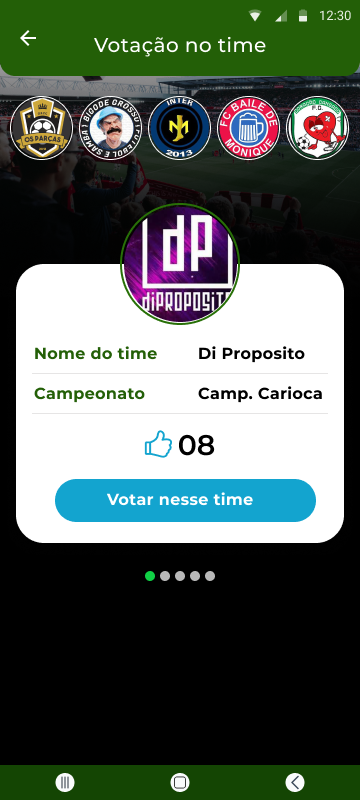 12:30
Votação no time
OS PARÇAS
BIGODE GROSSO
FUTEBOL E SAMBA
INTER
2013
FC BAILE DE
MONIQUE
F.C.
dP
diPROPOSiTO
Nome do time Di Proposito
Campeonato Camp. Carioca
08
Votar nesse time